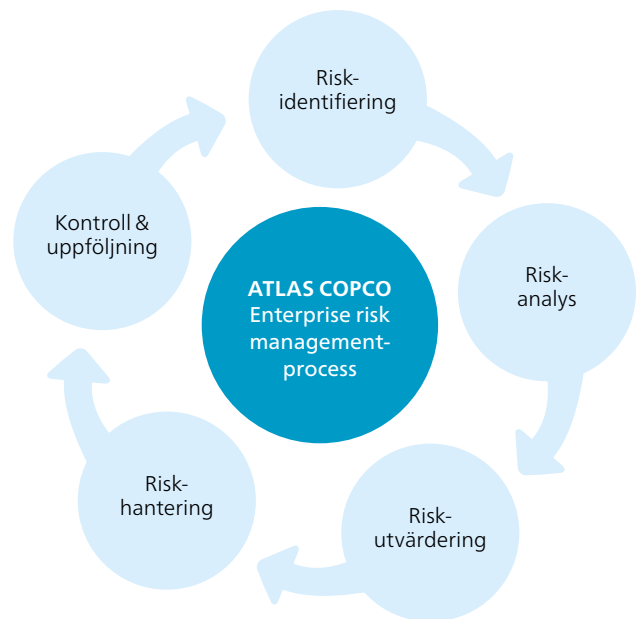 Risk-
identifiering
Risk-
analys
Risk-
utvärdering
Risk-
hantering
Kontroll &
uppföljning
ATLAS COPCO
Enterprise risk
management-
process